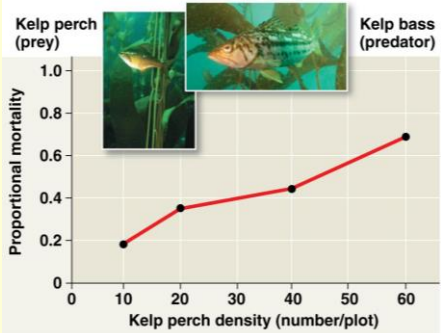 Kelp perch
(prey)
Kelp bass
(predator)
Proportional mortality
1.0
0.8
0.6
0.4
0.2
0
0 10 20 30 40 50 60
Kelp perch density (number/plot)